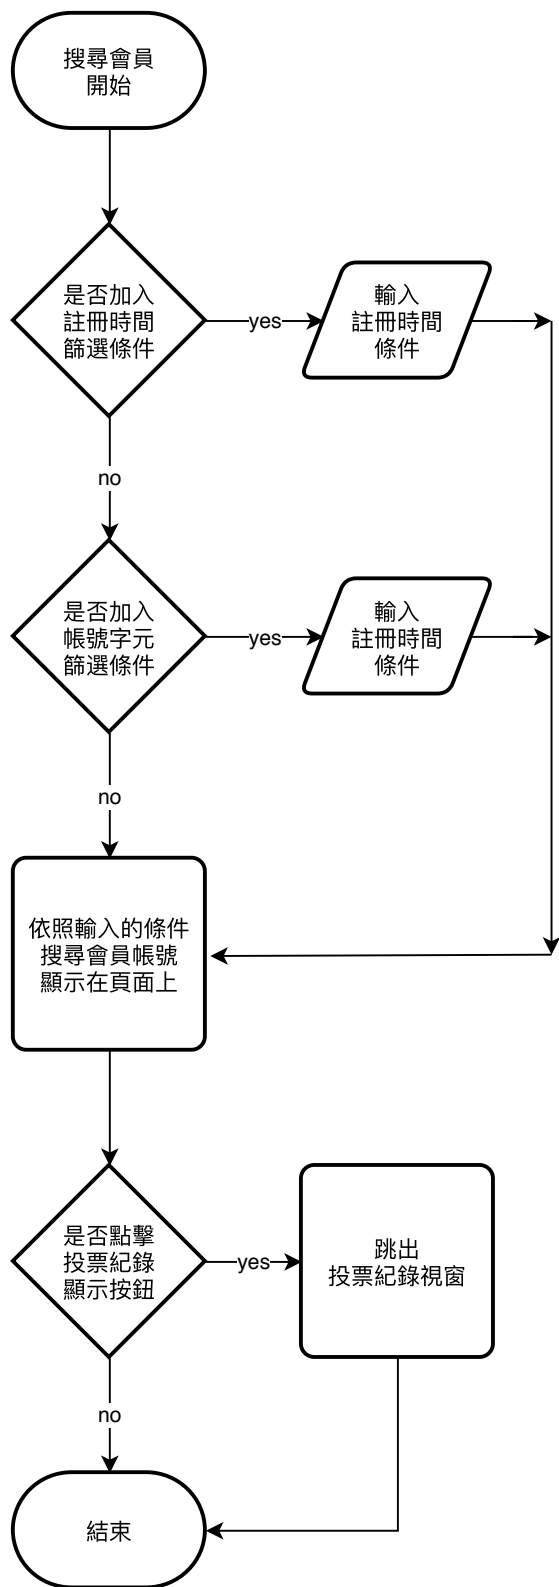 搜尋會員
開始
是否加入
註冊時間
篩選條件
yes
輸入
註冊時間
條件
no
是否加入
帳號字元
篩選條件
yes
輸入
註冊時間
條件
no
依照輸入的條件
搜尋會員帳號
顯示在頁面上
是否點擊
投票紀錄
顯示按鈕
yes
跳出
投票紀錄視窗
no
結束